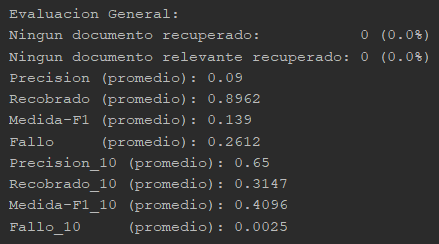 Evaluacion General:
Ningun documento recuperado:           0 (0.0%)
Ningun documento relevante recuperado: 0 (0.0%)
Precision (promedio): 0.09
Recobrado (promedio): 0.8962
Medida-F1 (promedio): 0.139
Fallo     (promedio): 0.2612
Precision_10 (promedio): 0.65
Recobrado_10 (promedio): 0.3147
Medida-F1_10 (promedio): 0.4096
Fallo_10     (promedio): 0.0025